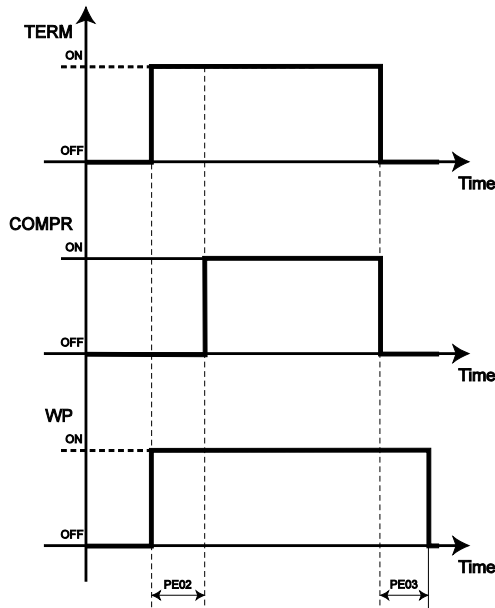 TERM
ON
OFF
Time
COMPR
ON
OFF
Time
WP
ON
OFF
Time
PE02
PE03